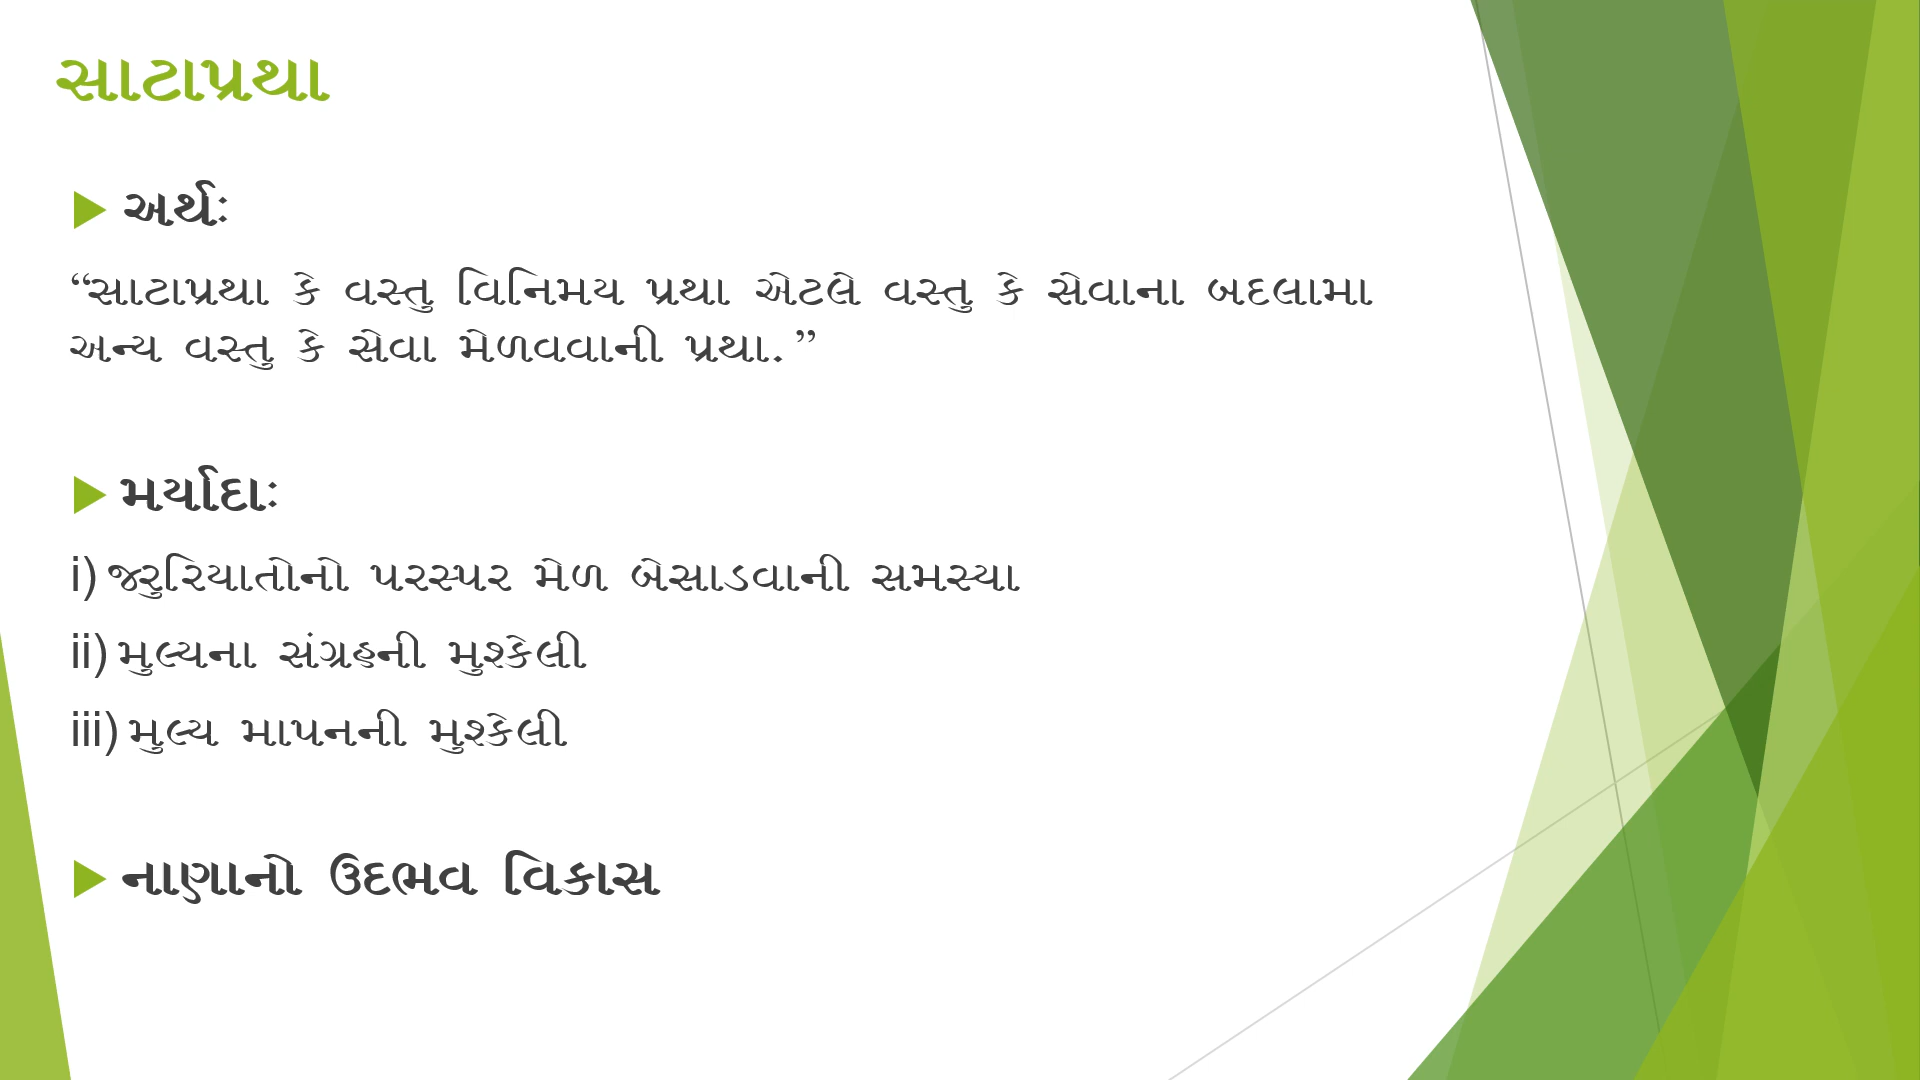 સાટાપ્રથા
અર્થઃ
“સાટાપ્રથા કે વસ્તુ વિનિમય પ્રથા એટલે વસ્તુ કે સેવાના બદલામા
અન્ય વસ્તુ કે સેવા મેળવવાની પ્રથા.”
મર્યાદાઃ
i) જરુરિયાતોનો પરસ્પર મેળ બેસાડવાની સમસ્યા
ii) મુલ્યના સંગ્રહની મુશ્કેલી
iii) મુલ્ય માપનની મુશ્કેલી
નાણાનો ઉદભવ વિકાસ